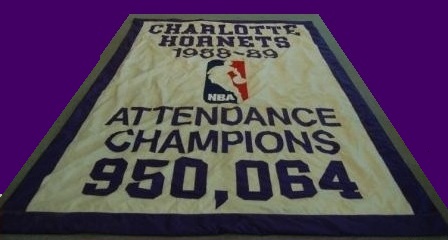 CHARLOTTE
HORNETS
1988-89
NBA
ATTENDANCE
CHAMPIONS
950,064